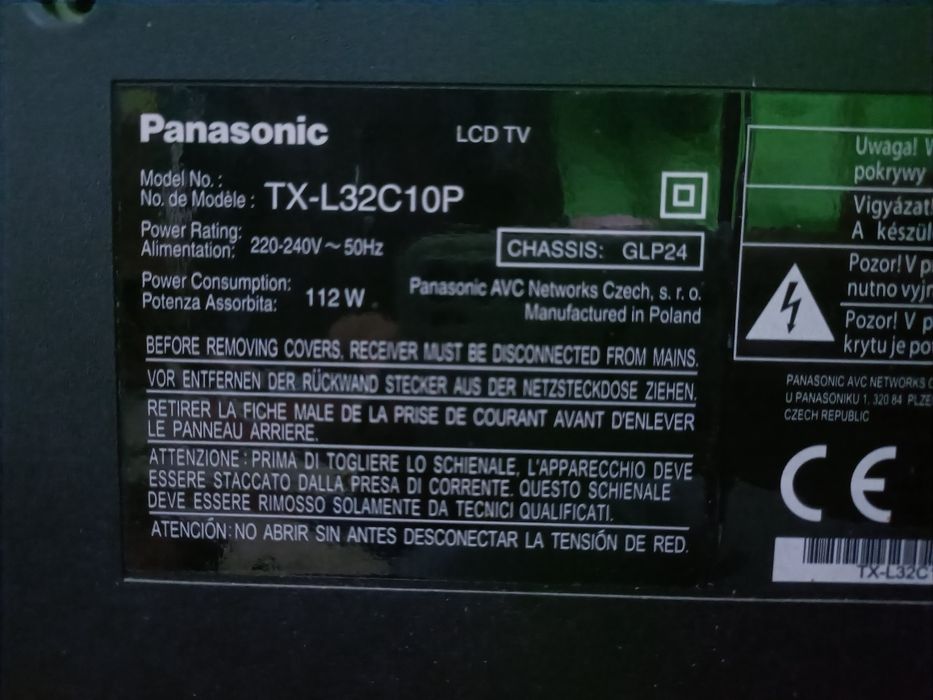 Panasonic LCD TV
Model No. :
No. de Modèle : TX-L32C10P
Power Rating:
Alimentation: 220-240V ~ 50Hz
CHASSIS: GLP24
Power Consumption:
Potenza Assorbita: 112 W
Panasonic AVC Networks Czech, s. r. o.
Manufactured in Poland
BEFORE REMOVING COVERS, RECEIVER MUST BE DISCONNECTED FROM MAINS.
VOR ENTFERNEN DER RÜCKWAND STECKER AUS DER NETZSTECKDOSE ZIEHEN.
RETIRER LA FICHE MALE DE LA PRISE DE COURANT AVANT D'ENLEVER
LE PANNEAU ARRIERE.
ATTENZIONE : PRIMA DI TOGLIERE LO SCHIENALE, L'APPARECCHIO DEVE
ESSERE STACCATO DALLA PRESA DI CORRENTE. QUESTO SCHIENALE
DEVE ESSERE RIMOSSO SOLAMENTE DA TECNICI QUALIFICATI.
ATENCIÓN: NO ABRIR SIN ANTES DESCONECTAR LA TENSIÓN DE RED.
Uwaga!
pokrywy
Vigyázat!
A készül
Pozor! V p
nutno vyj
Pozor! V p
krytu je po
PANASONIC AVC NETWORKS
U PANASONIKU 1, 320 84 PLZE
CZECH REPUBLIC
CE
TX-L32C